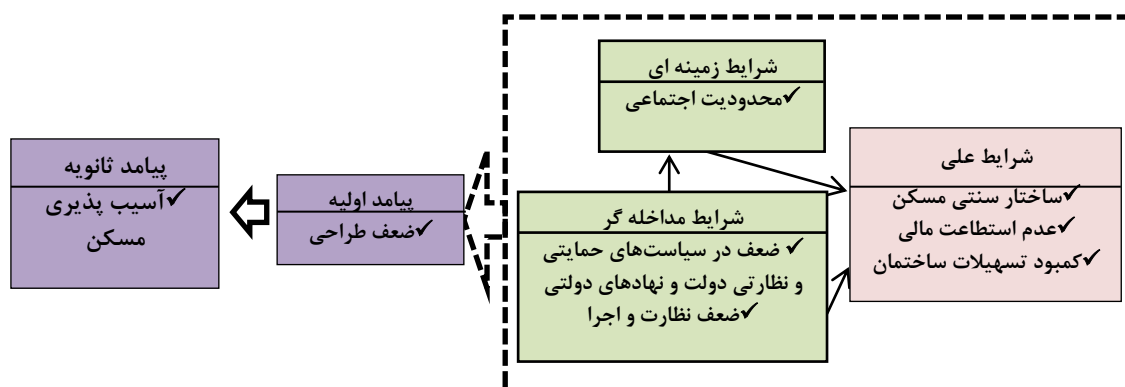 شرایط زمینه ای
✓محدودیت اجتماعی
شرایط علی
✓ساختار سنتی مسکن
✓عدم استطاعت مالی
✓کمبود تسهیلات ساختمان
شرایط مداخله گر
✓ ضعف در سیاست‌های حمایتی
و نظارتی دولت و نهادهای دولتی
✓ضعف نظارت و اجرا
پیامد اولیه
✓ضعف طراحی
پیامد ثانویه
✓آسیب پذیری
مسکن